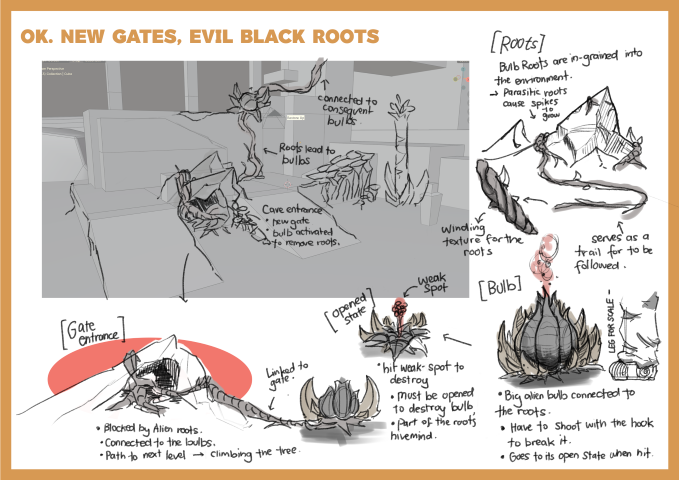 OK. NEW GATES, EVIL BLACK ROOTS
connected to
consequent
bulbs.
Roots lead to
bulbs
Cave entrance
• new gate
• bulb activated
→ to remove roots.
[Roots]
Bulb Roots are in-grained into
the environment.
→ Parasitic roots
cause spikes
to
grow
Winding
texture for the
roots
serves as a
trail for to be
followed.
[Gate
entrance]
Linked to
gate.
• Blocked by Alien roots.
• Connected to the bulbs.
• Path to next level → climbing the tree.
[opened
state]
weak
spot
• hit weak-spot to
destroy
• Must be opened
to destroy bulb,
• part of the roots
hivemind.
[Bulb]
LEG FOR SCALE -
• Big alien bulb connected to
the roots.
• Have to shoot with the hook
to break it.
• Goes to its open state when hit.